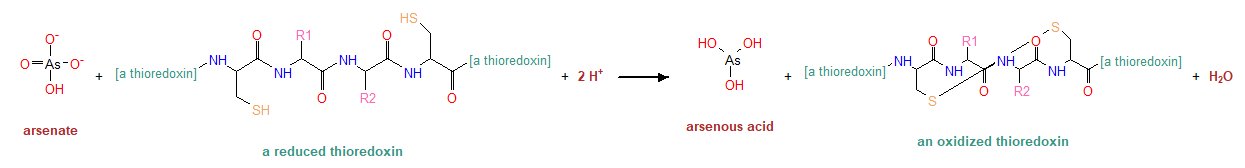 O⁻
O=As-O⁻
OH
arsenate
+
[a thioredoxin]
NH
O
SH
NH
R1
O
NH
R2
O
NH
HS
O
[a thioredoxin]
a reduced thioredoxin
+
2 H⁺
HO OH
As
OH
arsenous acid
+
[a thioredoxin]
NH
O
S
NH
R1
O
NH
R2
O
NH
S
O
[a thioredoxin]
an oxidized thioredoxin
+
H₂O